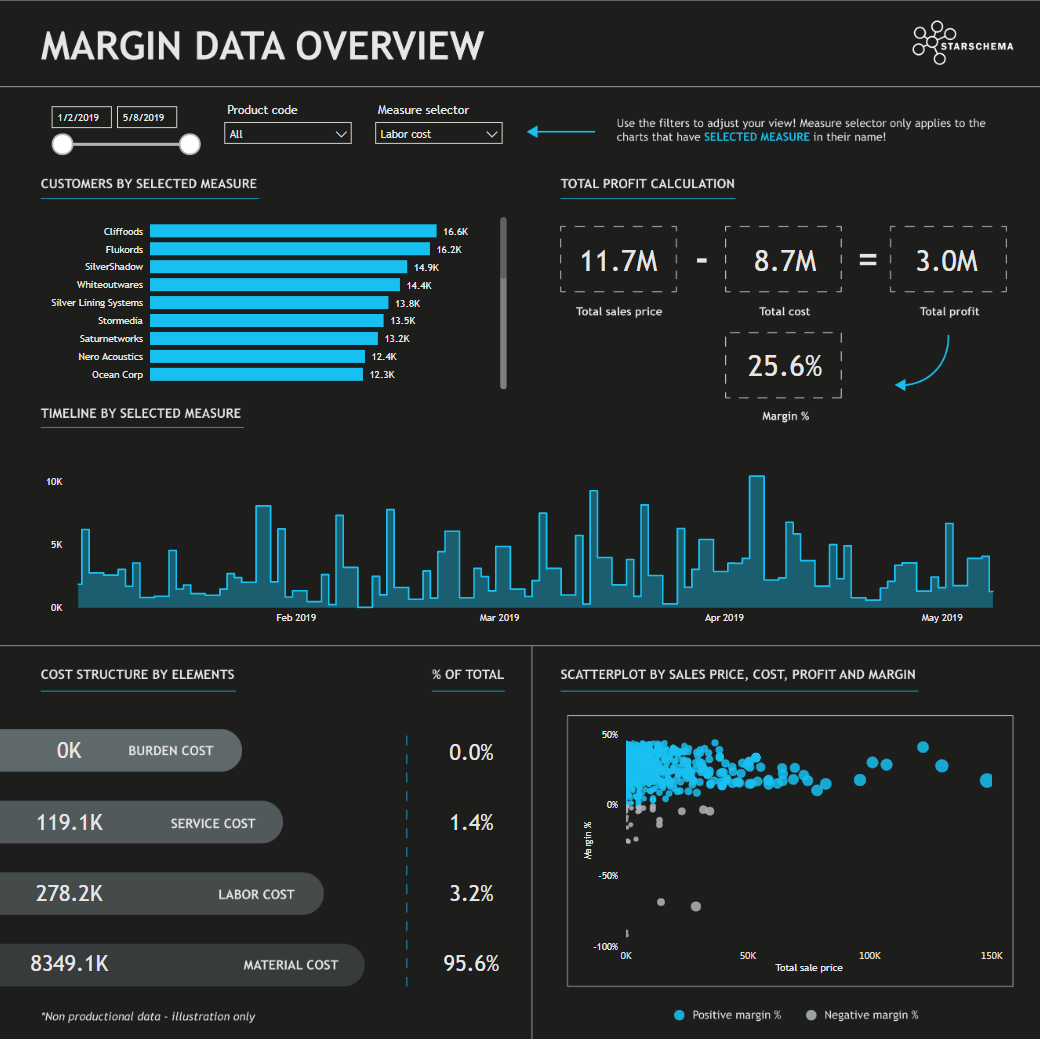 MARGIN DATA OVERVIEW
STARSCHEMA
1/2/2019
5/8/2019
Product code
All
Measure selector
Labor cost
Use the filters to adjust your view! Measure selector only applies to the
charts that have SELECTED MEASURE in their name!
CUSTOMERS BY SELECTED MEASURE
Cliffoods 16.6K
Flukords 16.2K
SilverShadow 14.9K
Whiteoutwares 14.4K
Silver Lining Systems 13.8K
Stormedia 13.5K
Saturnetworks 13.2K
Nero Acoustics 12.4K
Ocean Corp 12.3K
TOTAL PROFIT CALCULATION
11.7M - 8.7M = 3.0M
Total sales price Total cost Total profit
25.6%
Margin %
TIMELINE BY SELECTED MEASURE
10K
5K
0K
Feb 2019 Mar 2019 Apr 2019 May 2019
COST STRUCTURE BY ELEMENTS % OF TOTAL
0K BURDEN COST 0.0%
119.1K SERVICE COST 1.4%
278.2K LABOR COST 3.2%
8349.1K MATERIAL COST 95.6%
*Non productional data - illustration only
SCATTERPLOT BY SALES PRICE, COST, PROFIT AND MARGIN
50%
0%
-50%
-100%
Margin %
0K 50K 100K 150K
Total sale price
Positive margin % Negative margin %